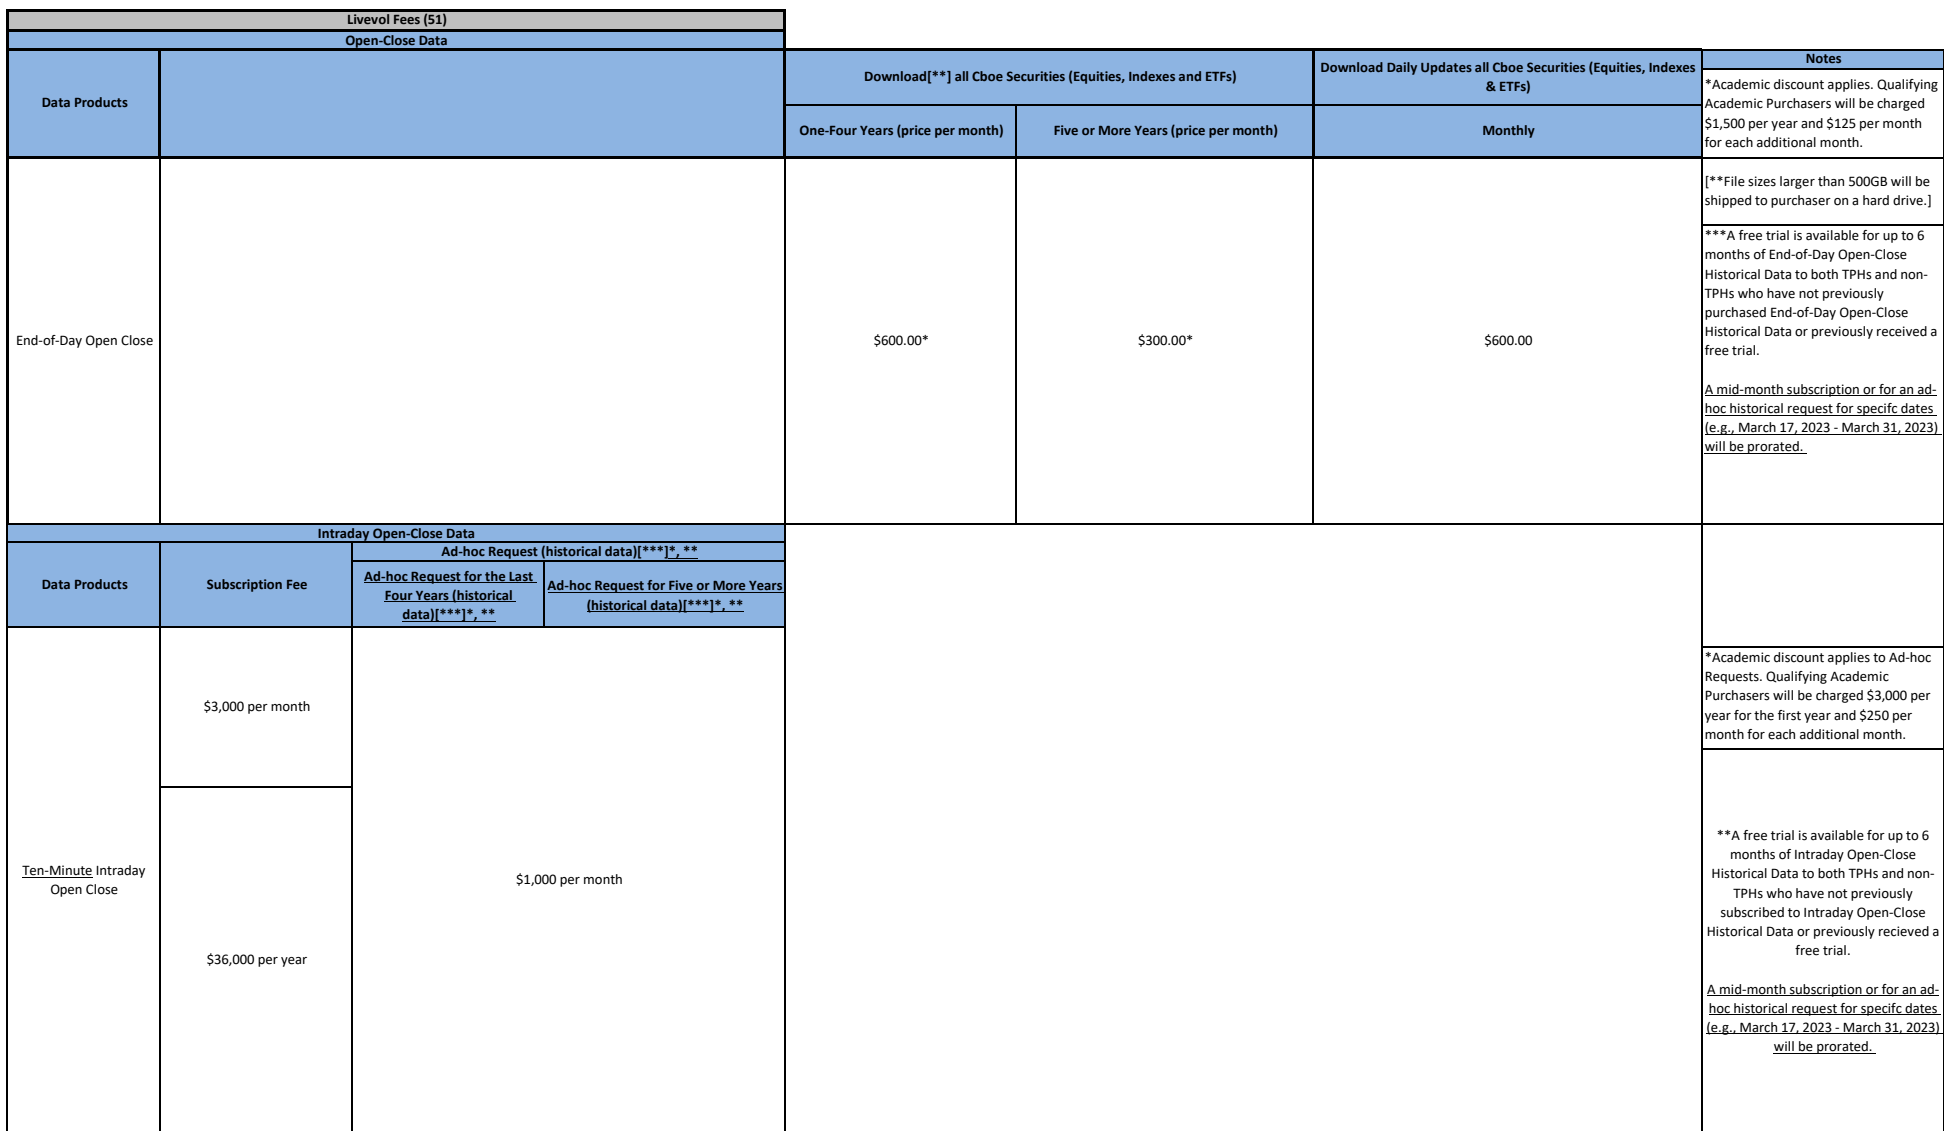 Livevol Fees (51)
Open-Close Data
Data Products
Download[**] all Cboe Securities (Equities, Indexes and ETFs)
Download Daily Updates all Cboe Securities (Equities, Indexes
& ETFs)
Notes
One-Four Years (price per month)
Five or More Years (price per month)
Monthly
*Academic discount applies. Qualifying
Academic Purchasers will be charged
$1,500 per year and $125 per month
for each additional month.
End-of-Day Open Close
$600.00*
$300.00*
$600.00
[**File sizes larger than 500GB will be
shipped to purchaser on a hard drive.]
***A free trial is available for up to 6
months of End-of-Day Open-Close
Historical Data to both TPHs and non-
TPHs who have not previously
purchased End-of-Day Open-Close
Historical Data or previously received a
free trial.
A mid-month subscription or for an ad-
hoc historical request for specifc dates
(e.g., March 17, 2023 - March 31, 2023)
will be prorated.
Intraday Open-Close Data
Data Products
Subscription Fee
Ad-hoc Request (historical data)[***]*, **
Ad-hoc Request for the Last
Four Years (historical
data)[***]*, **
Ad-hoc Request for Five or More Years
(historical data)[***]*, **
Ten-Minute Intraday
Open Close
$3,000 per month
$36,000 per year
$1,000 per month
*Academic discount applies to Ad-hoc
Requests. Qualifying Academic
Purchasers will be charged $3,000 per
year for the first year and $250 per
month for each additional month.
**A free trial is available for up to 6
months of Intraday Open-Close
Historical Data to both TPHs and non-
TPHs who have not previously
subscribed to Intraday Open-Close
Historical Data or previously recieved a
free trial.
A mid-month subscription or for an ad-
hoc historical request for specifc dates
(e.g., March 17, 2023 - March 31, 2023)
will be prorated.